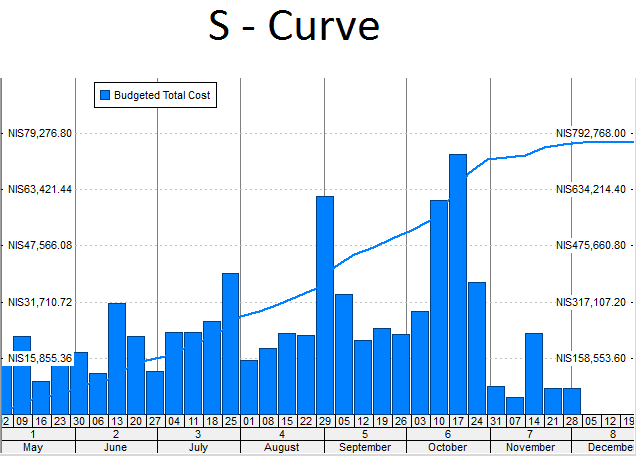 S - Curve
Budgeted Total Cost
NIS79,276.80 NIS792,768.00
NIS63,421.44 NIS634,214.40
NIS47,566.08 NIS475,660.80
NIS31,710.72 NIS317,107.20
NIS15,855.36 NIS158,553.60
2 09 16 23 30 06 13 20 27 04 11 18 25 01 08 15 22 29 05 12 19 26 03 10 17 24 31 07 14 21 28 05 12 19
1 2 3 4 5 6 7 8
May June July August September October November Decembe